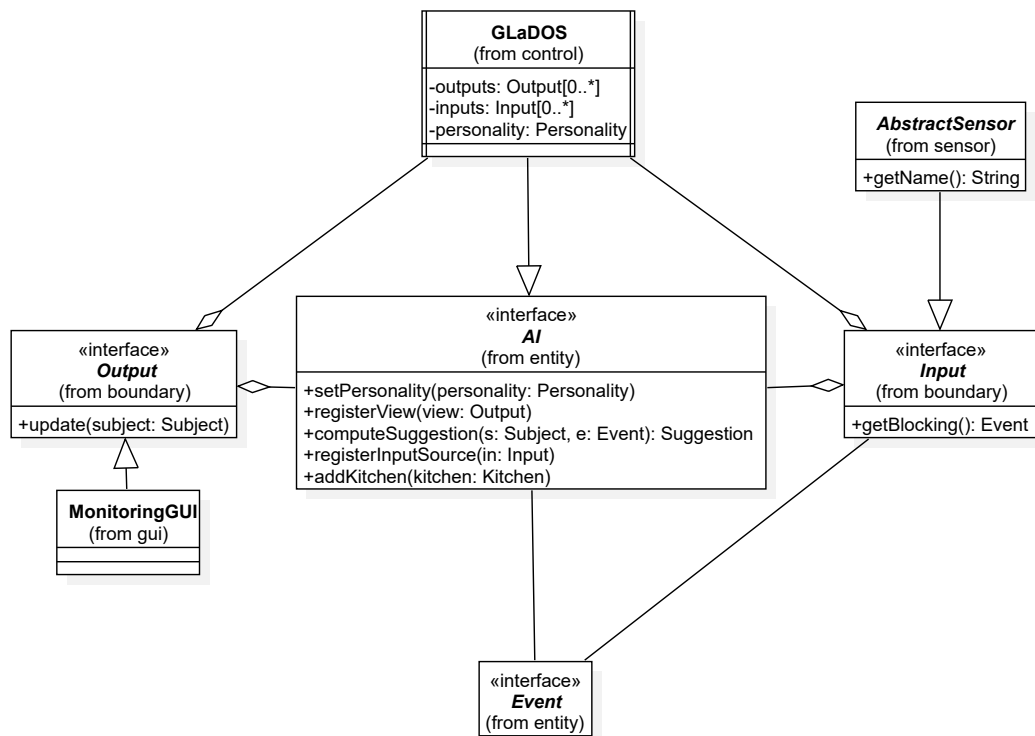 GLaDOS
(from control)
-outputs: Output[0..*]
-inputs: Input[0..*]
-personality: Personality
AbstractSensor
(from sensor)
+getName(): String
«interface»
Output
(from boundary)
+update(subject: Subject)
«interface»
AI
(from entity)
+setPersonality(personality: Personality)
+registerView(view: Output)
+computeSuggestion(s: Subject, e: Event): Suggestion
+registerInputSource(in: Input)
+addKitchen(kitchen: Kitchen)
«interface»
Input
(from boundary)
+getBlocking(): Event
MonitoringGUI
(from gui)
«interface»
Event
(from entity)